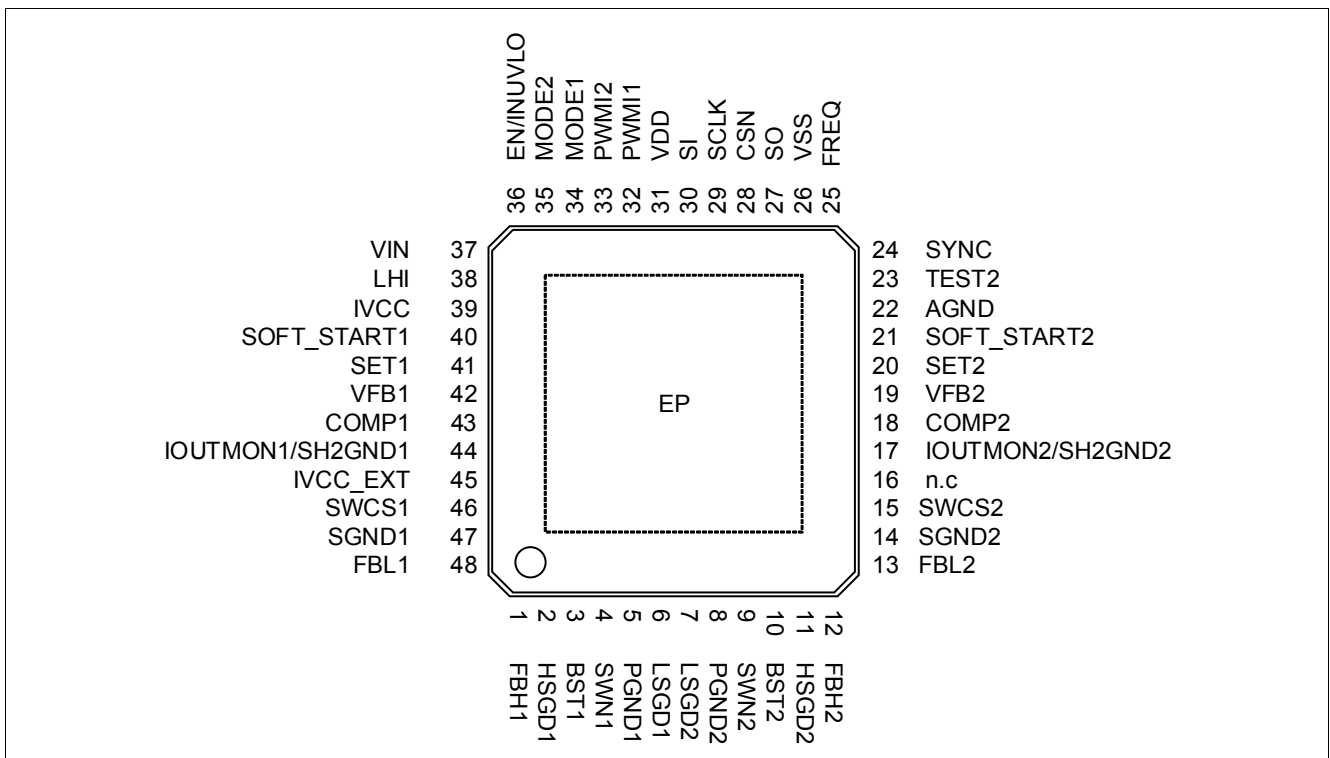 EN/INUVLO
MODE2
MODE1
PWMI2
PWMI1
VDD
SI
SCLK
CSN
SO
VSS
FREQ
36
35
34
33
32
31
30
29
28
27
26
25
VIN 37
LHI 38
IVCC 39
SOFT_START1 40
SET1 41
VFB1 42
COMP1 43
IOUTMON1/SH2GND1 44
IVCC_EXT 45
SWCS1 46
SGND1 47
FBL1 48
EP
24 SYNC
23 TEST2
22 AGND
21 SOFT_START2
20 SET2
19 VFB2
18 COMP2
17 IOUTMON2/SH2GND2
16 n.c
15 SWCS2
14 SGND2
13 FBL2
1
2
3
4
5
6
7
8
9
10
11
12
FBH1
HSGD1
BST1
SWN1
PGND1
LSGD1
LSGD2
PGND2
SWN2
BST2
HSGD2
FBH2